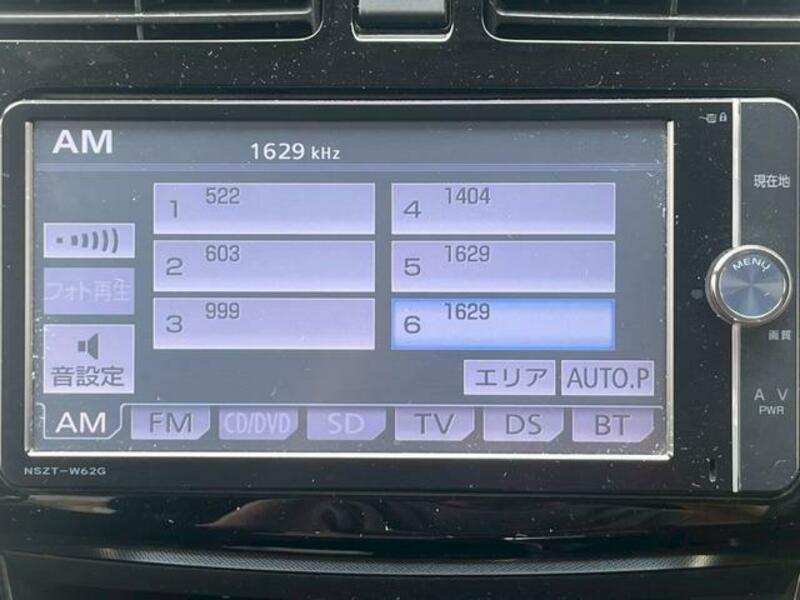 AM
1629 kHz
1 522
4 1404
2 603
5 1629
3 999
6 1629
フォト再生
音設定
エリア
AUTO.P
AM
FM
CD/DVD
SD
TV
DS
BT
NSZT-W62G
現在地
MENU
画質
A V
PWR